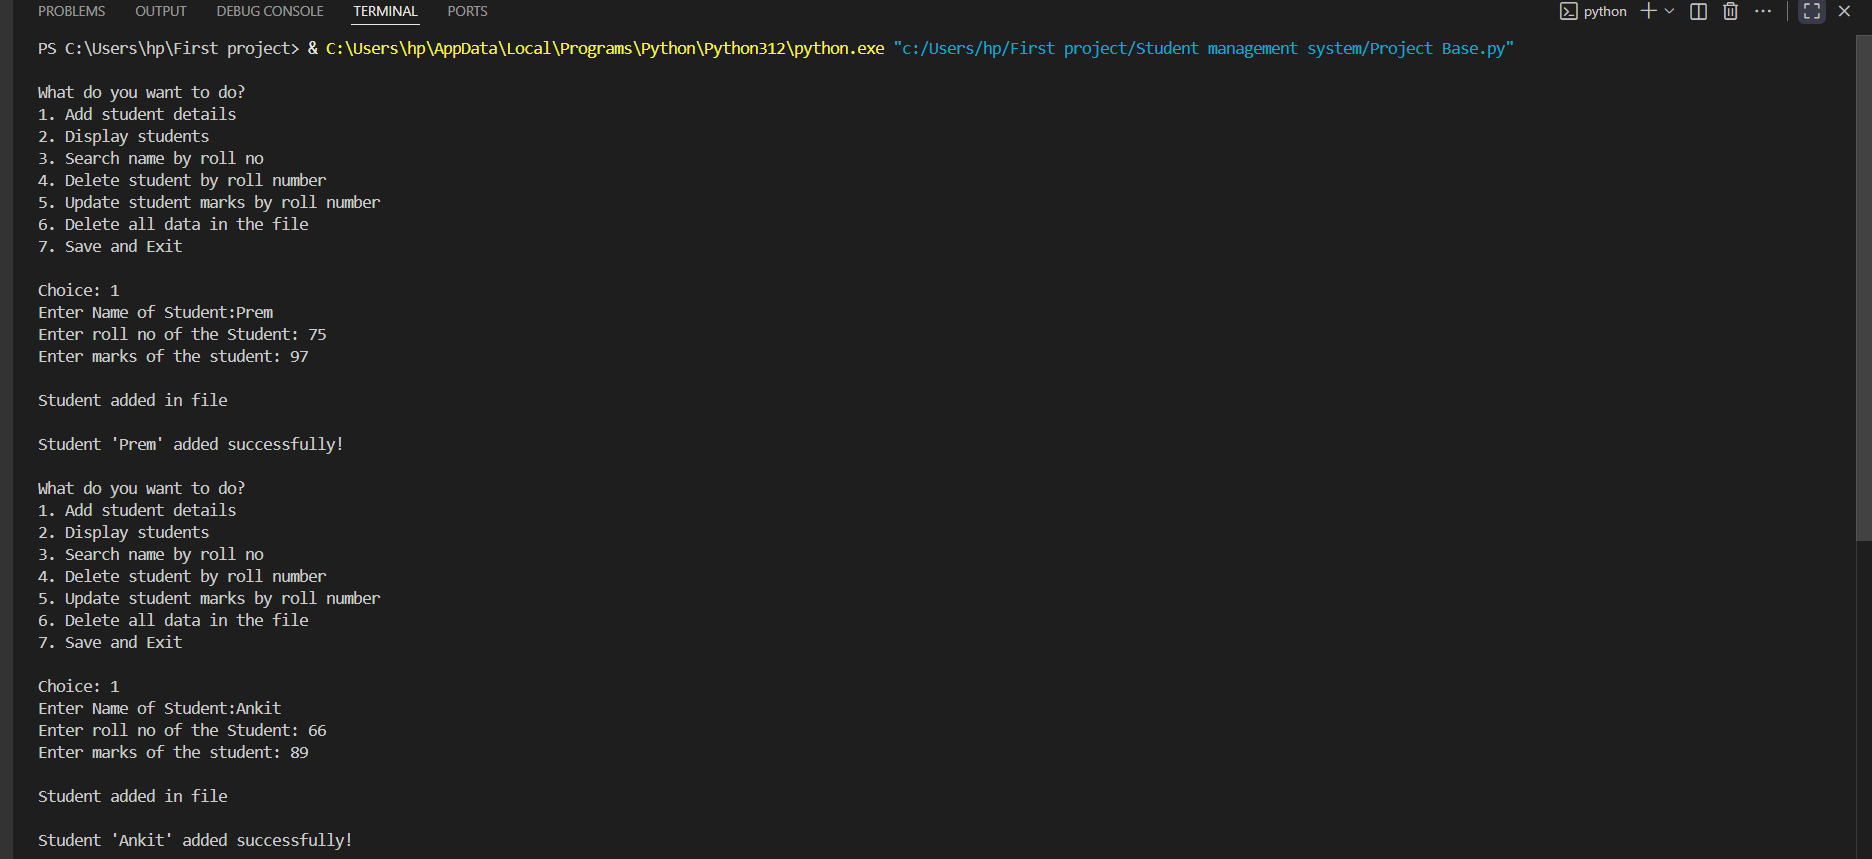 PROBLEMS OUTPUT DEBUG CONSOLE TERMINAL PORTS python
PS C:\Users\hp\First project> & C:\Users\hp\AppData\Local\Programs\Python\Python312\python.exe "c:/Users/hp/First project/Student management system/Project Base.py"
What do you want to do?
1. Add student details
2. Display students
3. Search name by roll no
4. Delete student by roll number
5. Update student marks by roll number
6. Delete all data in the file
7. Save and Exit
Choice: 1
Enter Name of Student:Prem
Enter roll no of the Student: 75
Enter marks of the student: 97
Student added in file
Student 'Prem' added successfully!
What do you want to do?
1. Add student details
2. Display students
3. Search name by roll no
4. Delete student by roll number
5. Update student marks by roll number
6. Delete all data in the file
7. Save and Exit
Choice: 1
Enter Name of Student:Ankit
Enter roll no of the Student: 66
Enter marks of the student: 89
Student added in file
Student 'Ankit' added successfully!